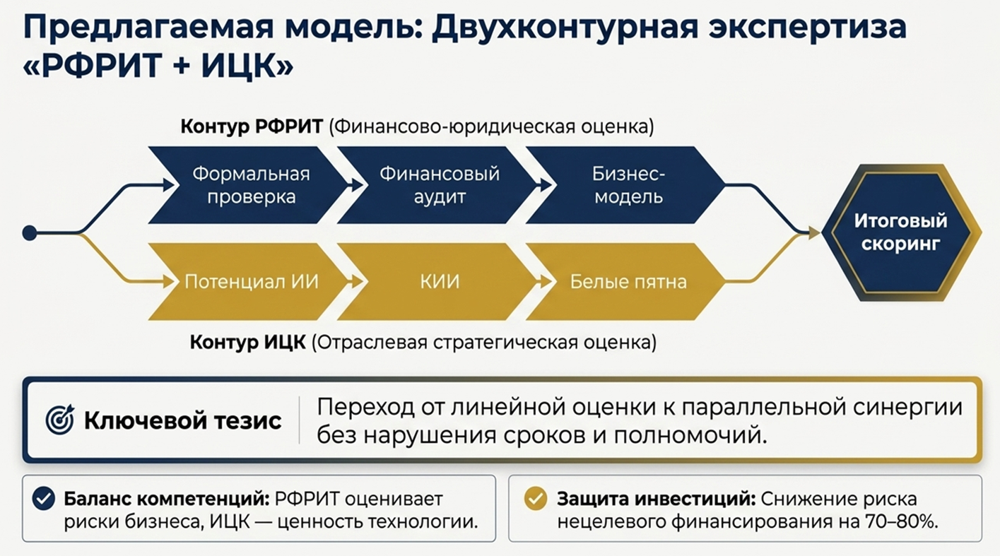 Предлагаемая модель: Двухконтурная экспертиза
«РФРИТ + ИЦК»
Контур РФРИТ (Финансово-юридическая оценка)
Формальная
проверка
Финансовый
аудит
Бизнес-
модель
Итоговый
скоринг
Потенциал ИИ
КИИ
Белые пятна
Контур ИЦК (Отраслевая стратегическая оценка)
Ключевой тезис
Переход от линейной оценки к параллельной синергии
без нарушения сроков и полномочий.
Баланс компетенций: РФРИТ оценивает
риски бизнеса, ИЦК — ценность технологии.
Защита инвестиций: Снижение риска
нецелевого финансирования на 70–80%.